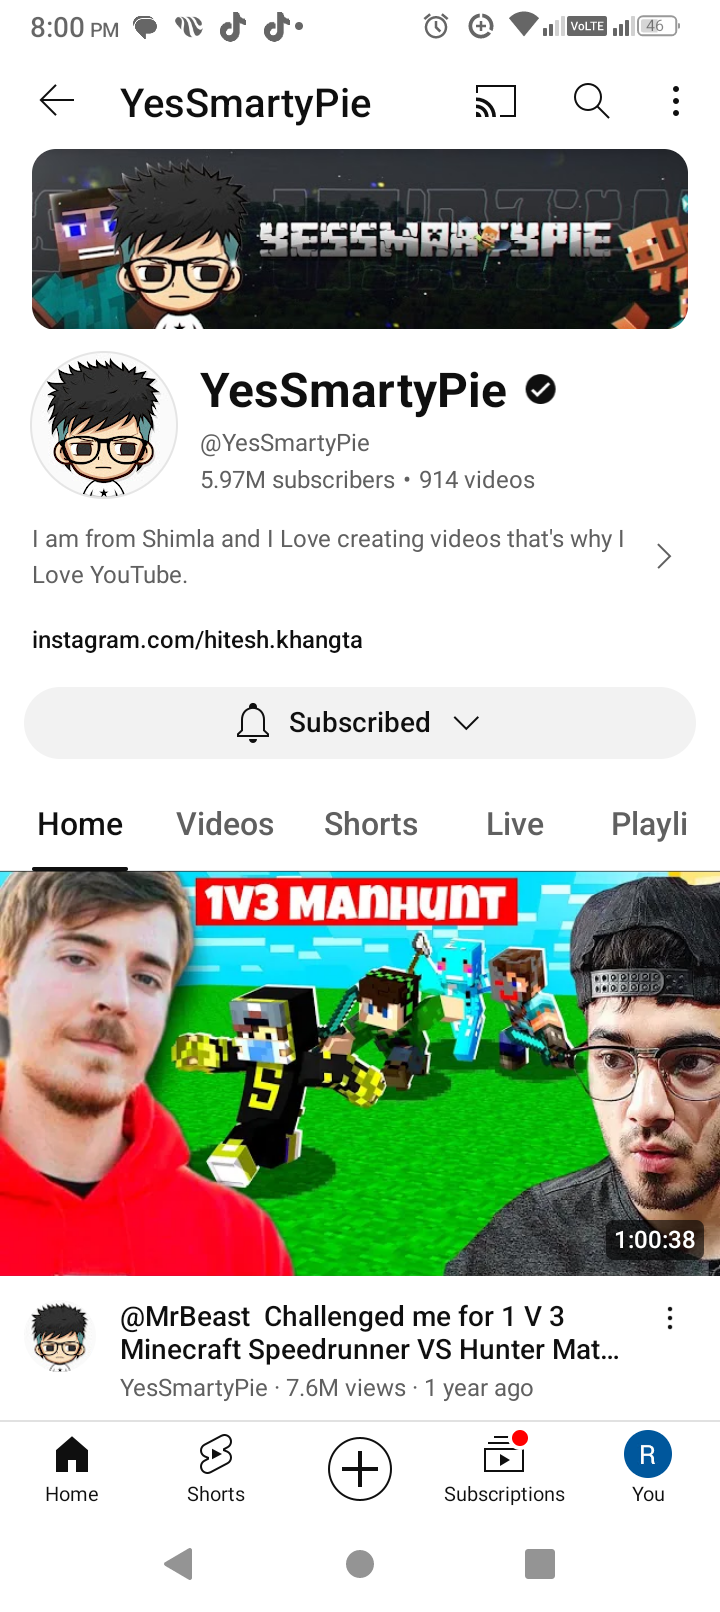 8:00 PM
VoLTE
46
YesSmartyPie
YESSMARTYPIE
YesSmartyPie
@YesSmartyPie
5.97M subscribers • 914 videos
I am from Shimla and I Love creating videos that's why I
Love YouTube.
instagram.com/hitesh.khangta
Subscribed
Home Videos Shorts Live Playli
1V3 MANHUNT
S
1:00:38
@MrBeast Challenged me for 1 V 3
Minecraft Speedrunner VS Hunter Mat...
YesSmartyPie · 7.6M views · 1 year ago
R
Home Shorts Subscriptions You